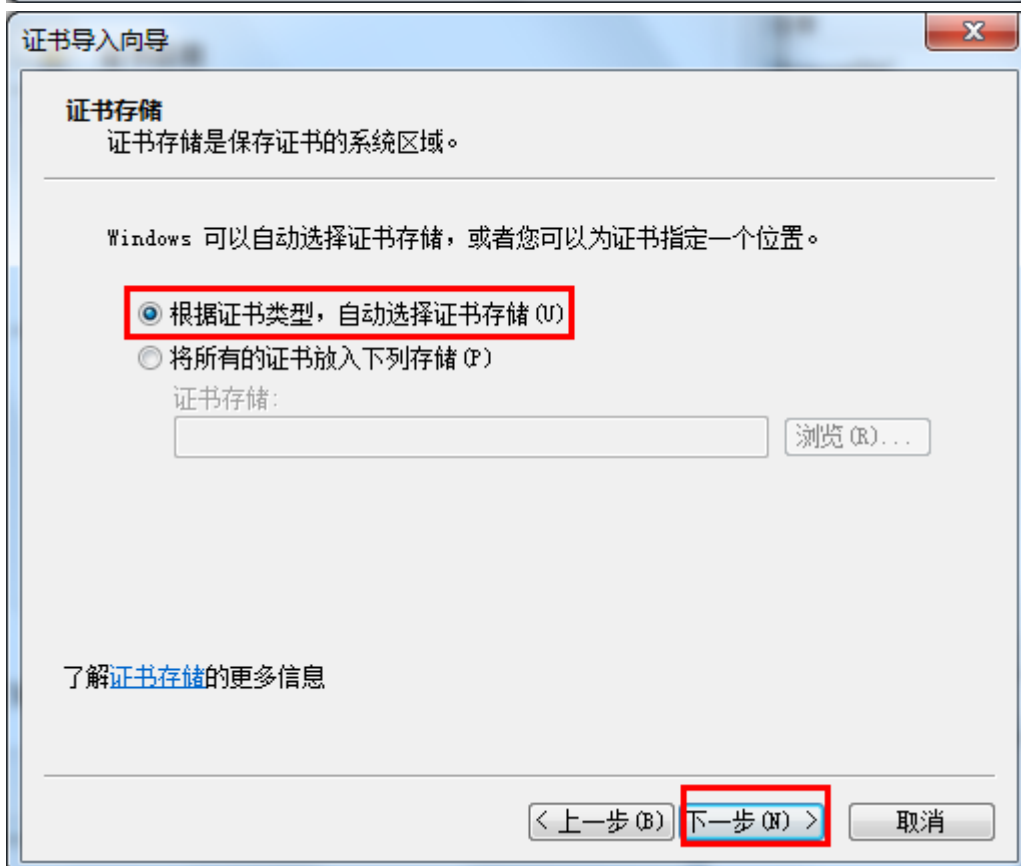 证书导入向导
证书存储
证书存储是保存证书的系统区域。
Windows 可以自动选择证书存储，或者您可以为证书指定一个位置。
根据证书类型，自动选择证书存储(U)
将所有的证书放入下列存储(P)
证书存储:
浏览(R)...
了解证书存储的更多信息
< 上一步(B) 下一步(N) > 取消